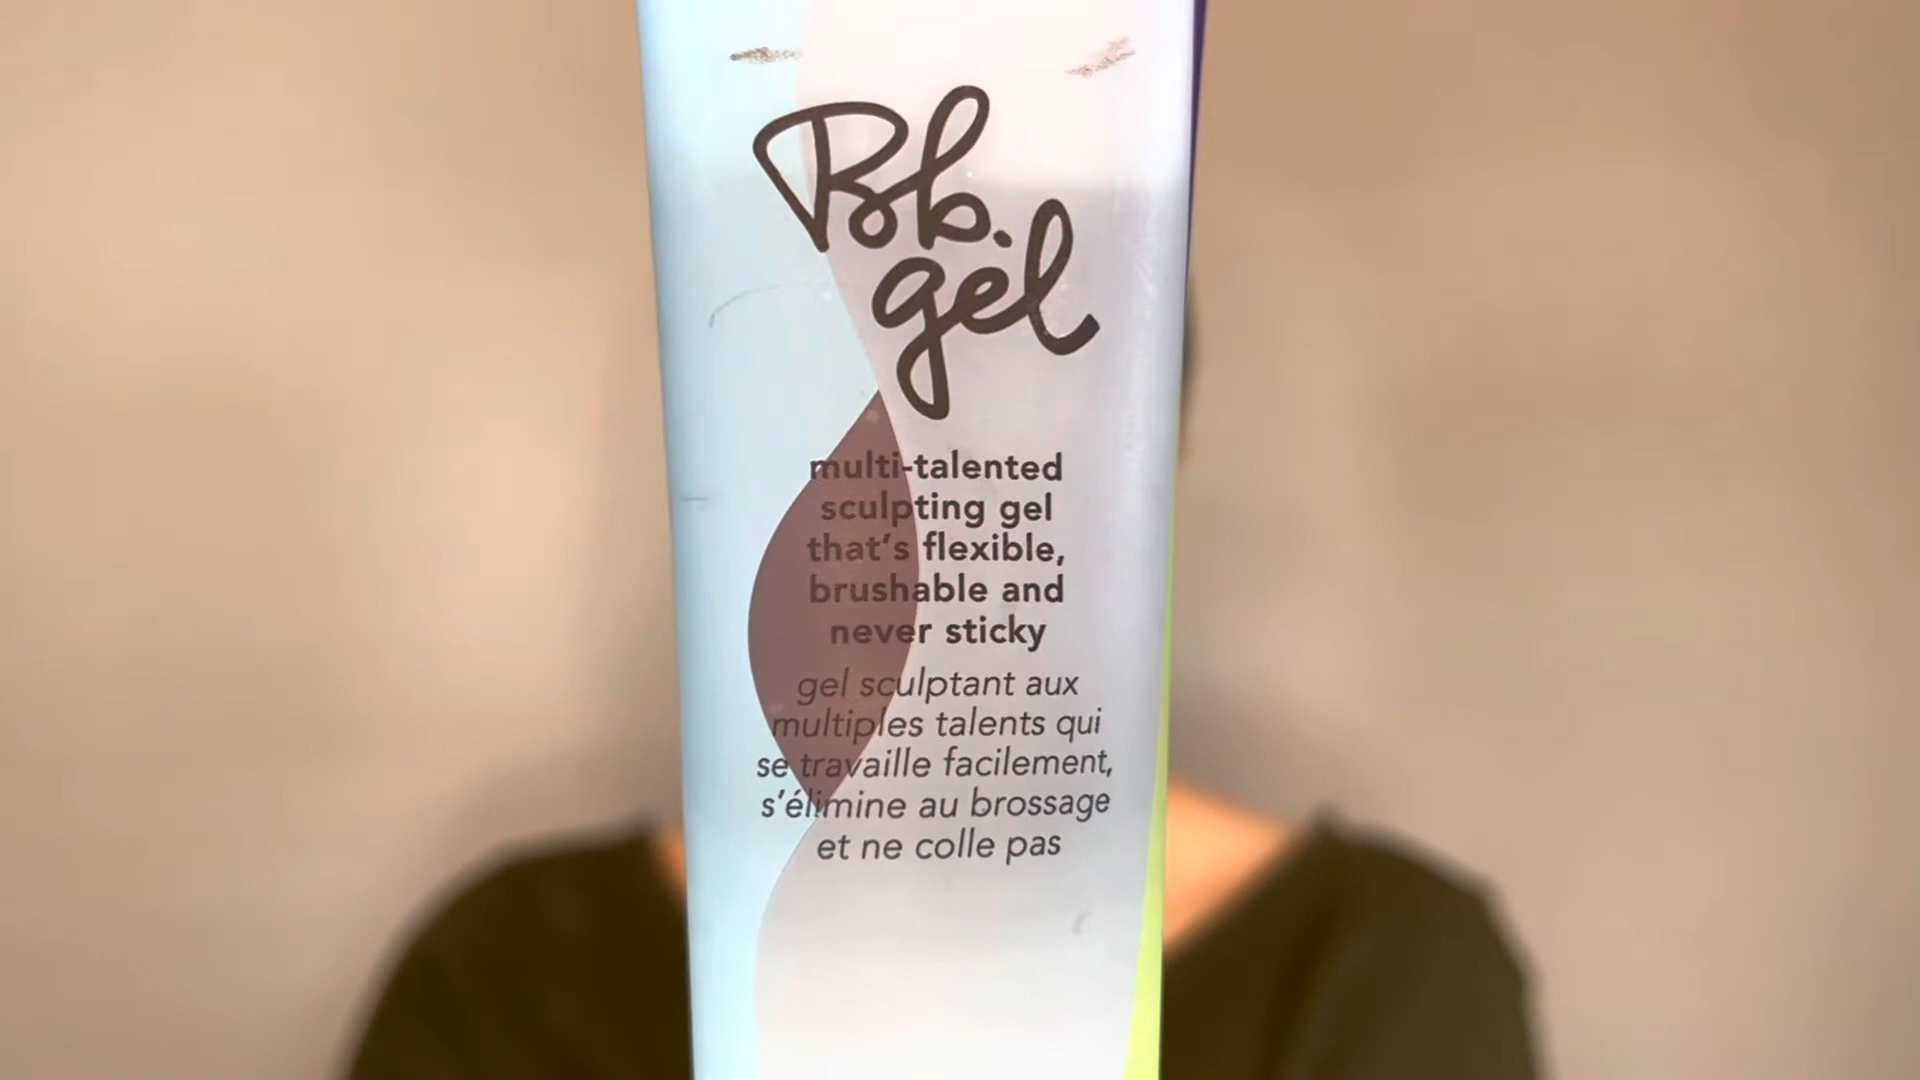 Bb.
gel
multi-talented
sculpting gel
that's flexible,
brushable and
never sticky
gel sculptant aux
multiples talents qui
se travaille facilement,
s'élimine au brossage
et ne colle pas